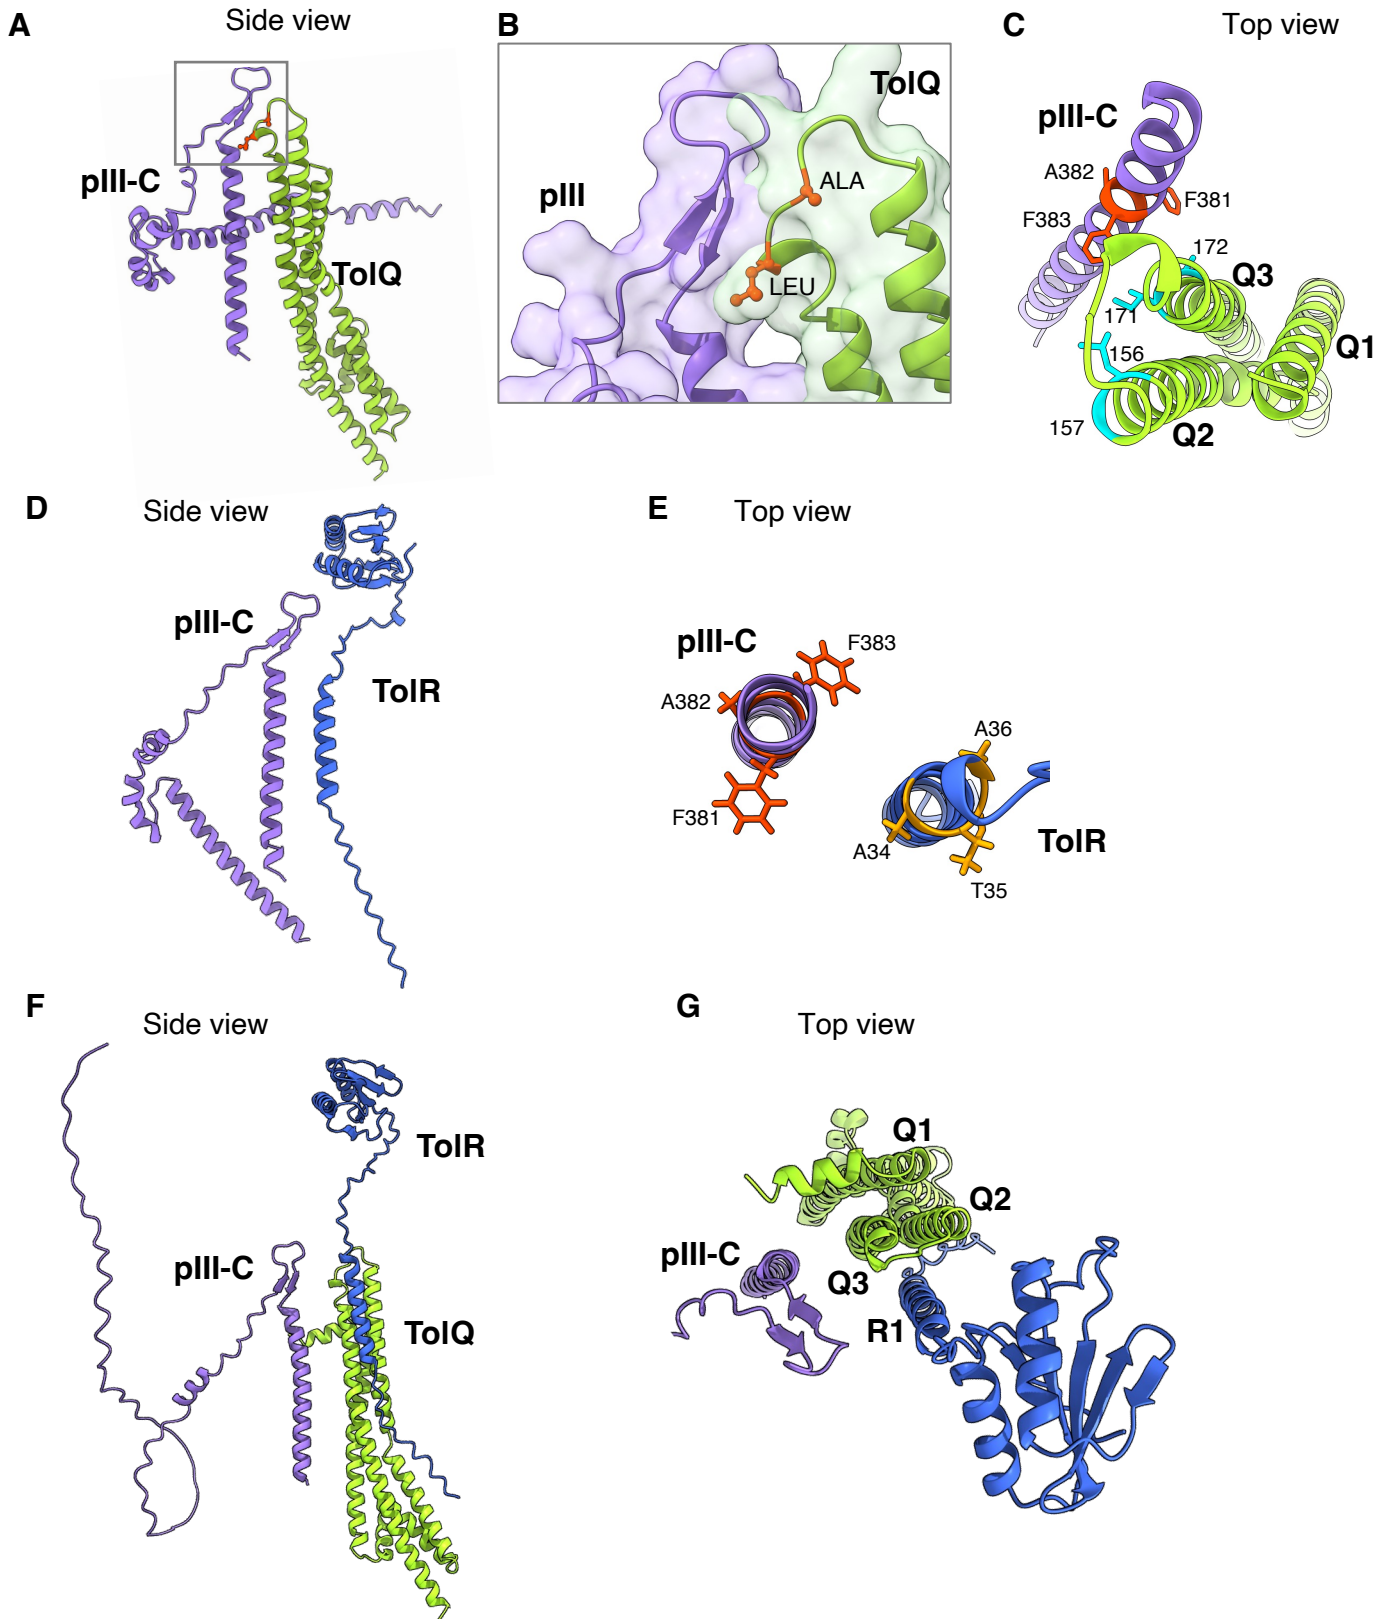 A
Side view
pIII-C
TolQ
B
TolQ
pIII
ALA
LEU
C
Top view
pIII-C
A382
F381
F383
172
Q3
171
156
Q1
157
Q2
D
Side view
pIII-C
TolR
E
Top view
pIII-C
F383
A382
A36
F381
A34
TolR
T35
F
Side view
TolR
pIII-C
TolQ
G
Top view
Q1
Q2
pIII-C
Q3
R1